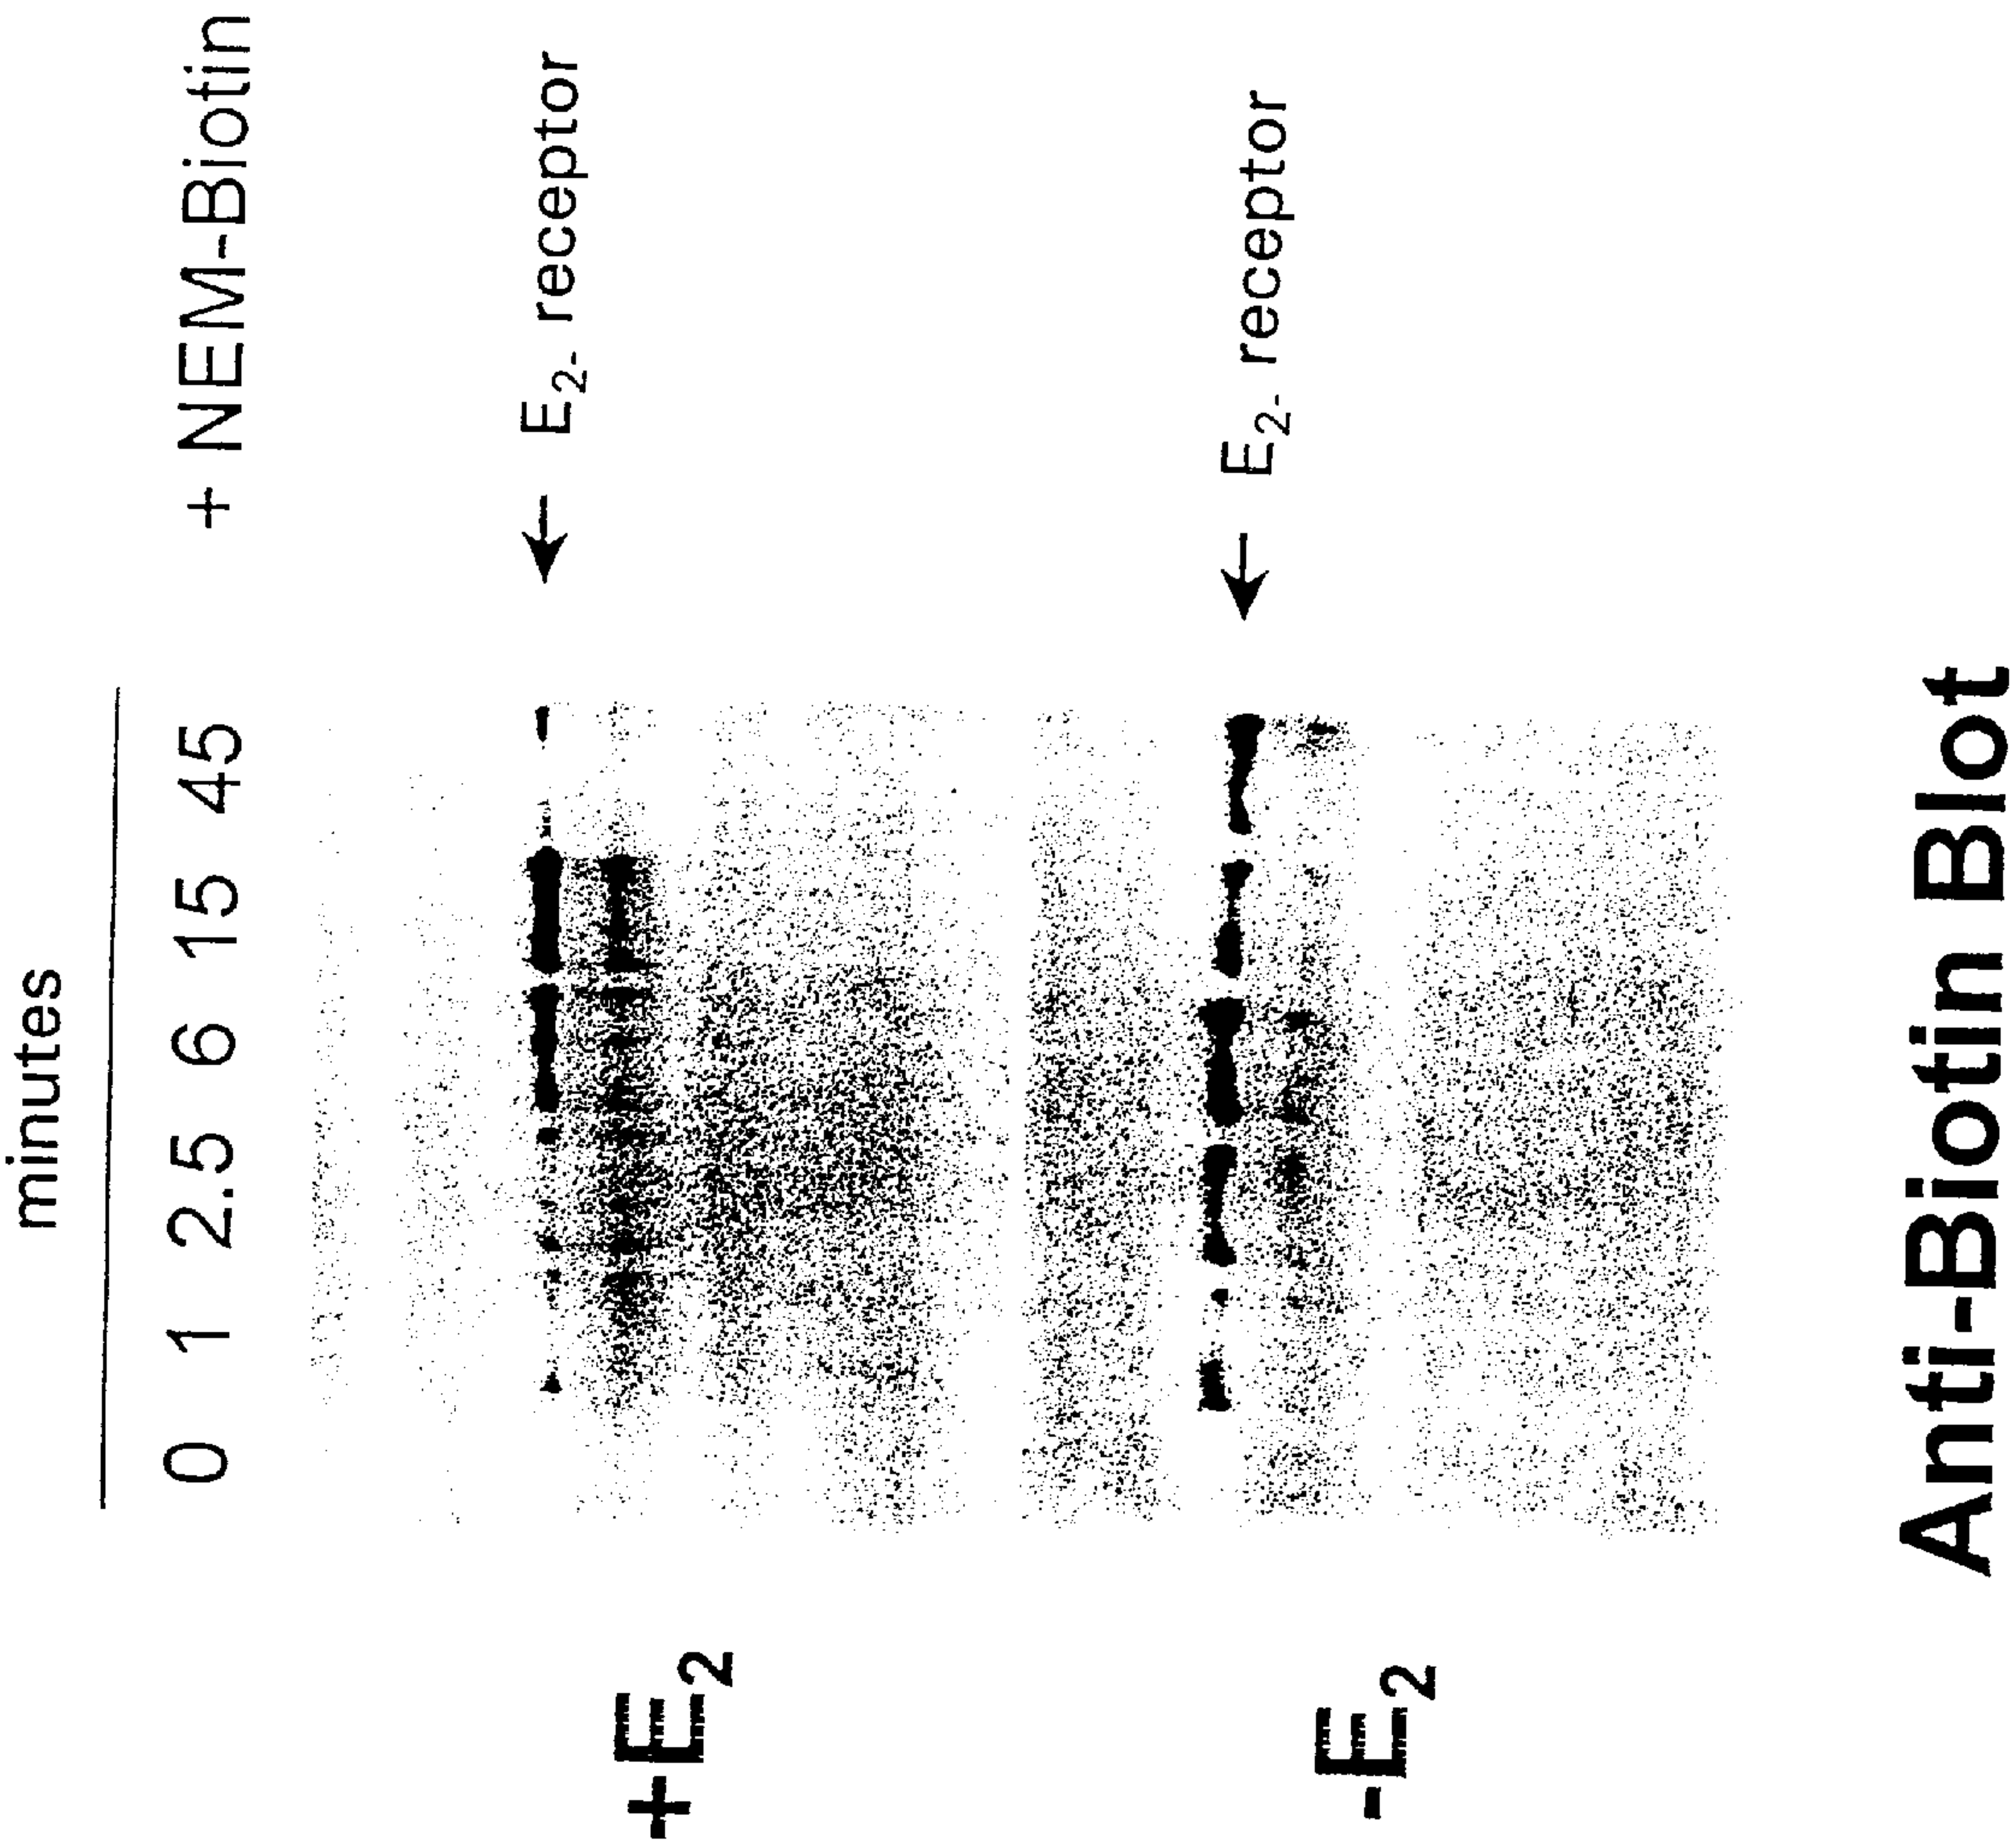 minutes
0 1 2.5 6 15 45 + NEM-Biotin
+E2
← E2- receptor
-E2
← E2- receptor
Anti-Biotin Blot